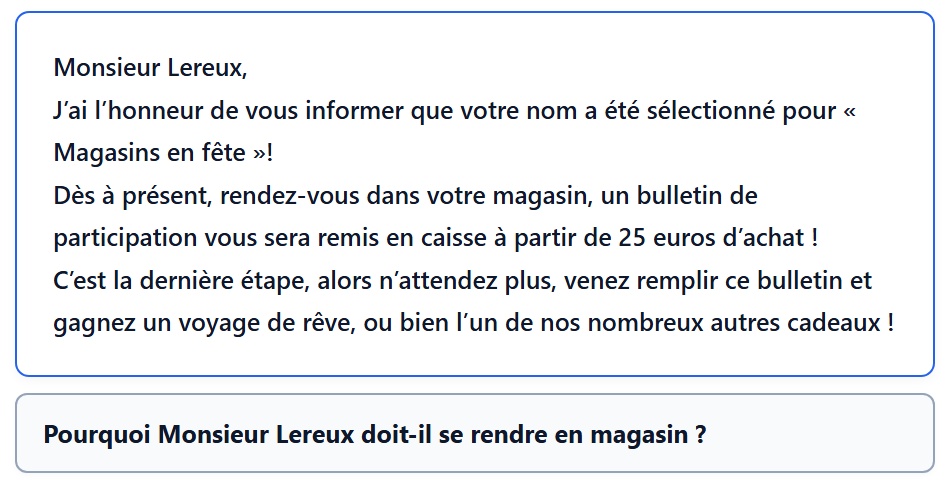 Monsieur Lereux,
J’ai l’honneur de vous informer que votre nom a été sélectionné pour «
Magasins en fête »!
Dès à présent, rendez-vous dans votre magasin, un bulletin de
participation vous sera remis en caisse à partir de 25 euros d’achat !
C’est la dernière étape, alors n’attendez plus, venez remplir ce bulletin et
gagnez un voyage de rêve, ou bien l’un de nos nombreux autres cadeaux !
Pourquoi Monsieur Lereux doit-il se rendre en magasin ?